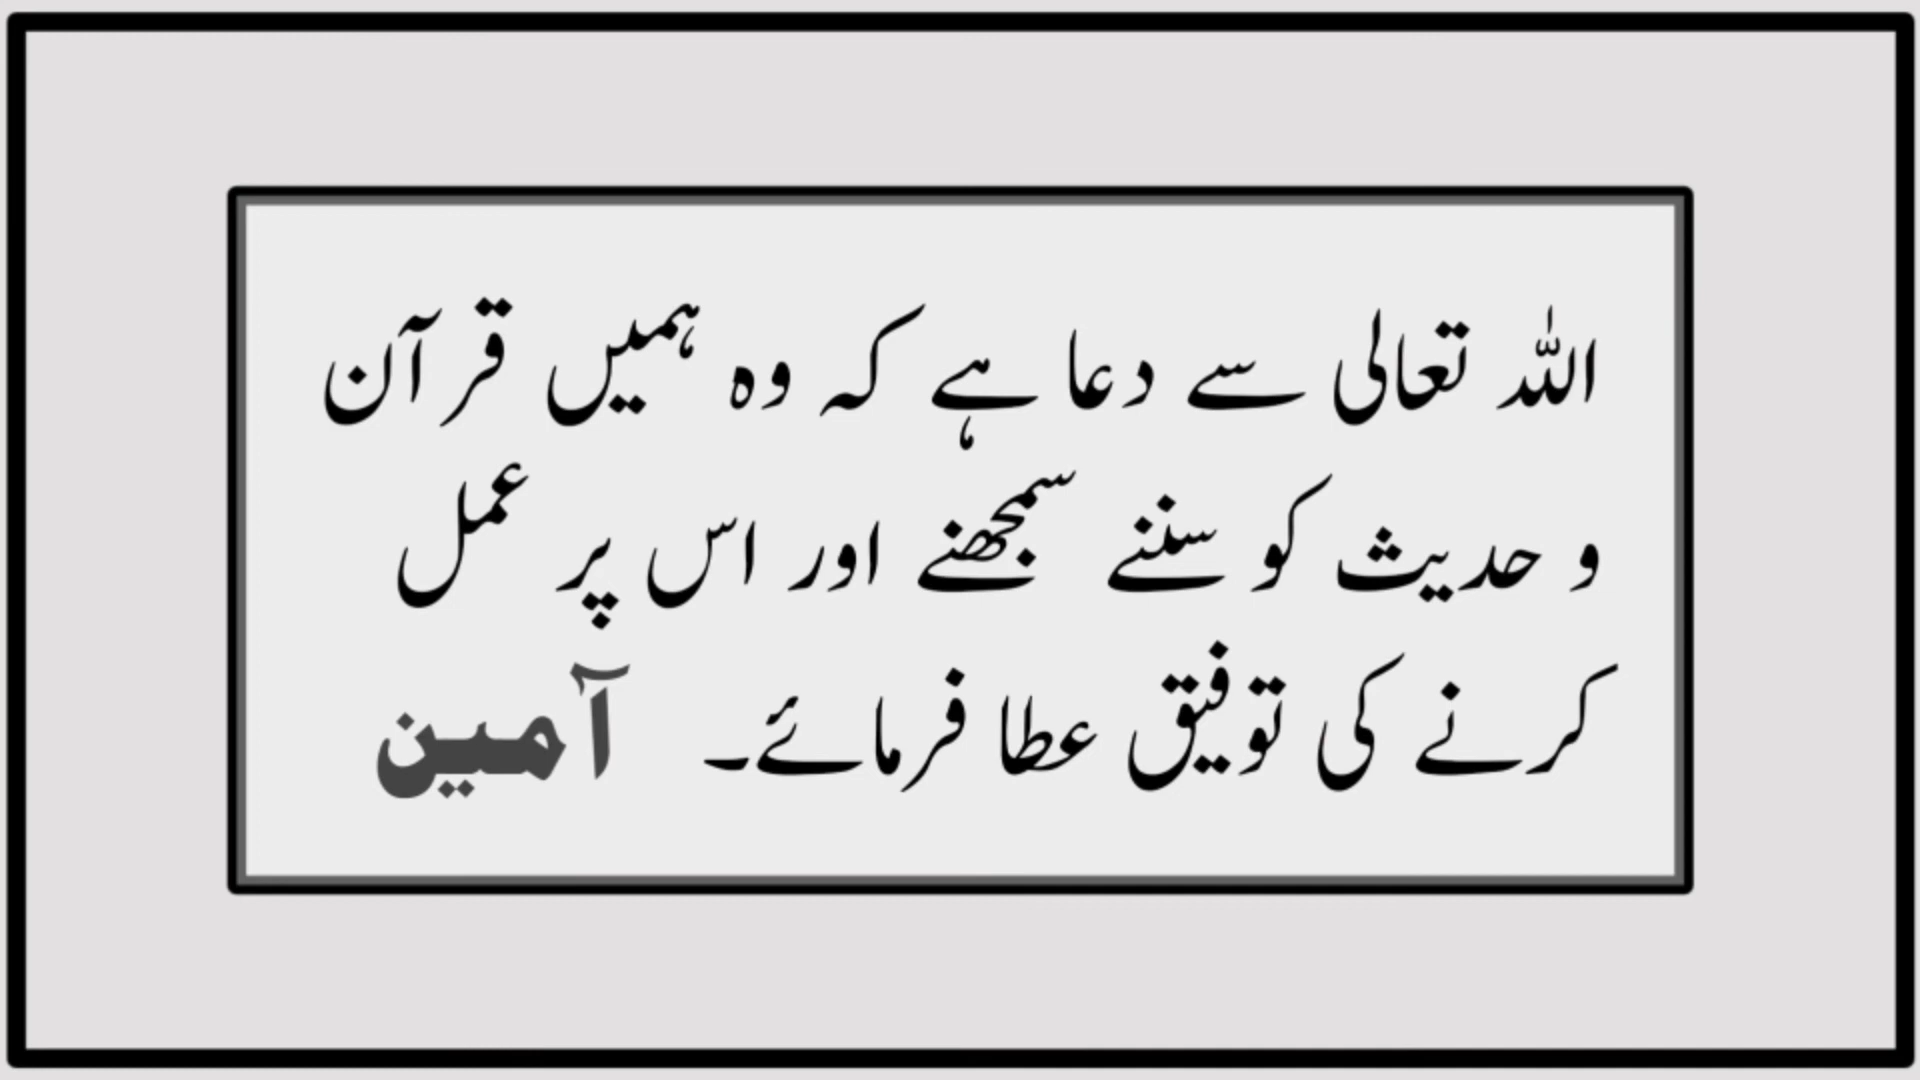 اللہ تعالی سے دعا ہے کہ وہ ہمیں قرآن
و حدیث کو سننے سمجھنے اور اس پر عمل
کرنے کی توفیق عطا فرمائے۔ آمین